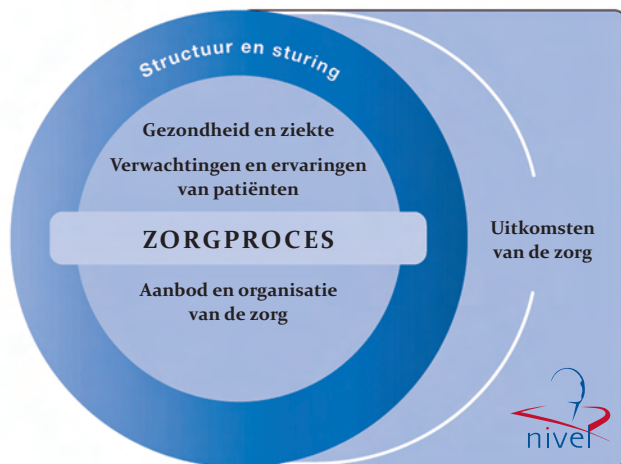 Structuur en sturing
Gezondheid en ziekte
Verwachtingen en ervaringen
van patiënten
ZORGPROCES
Aanbod en organisatie
van de zorg
Uitkomsten
van de zorg
nivel